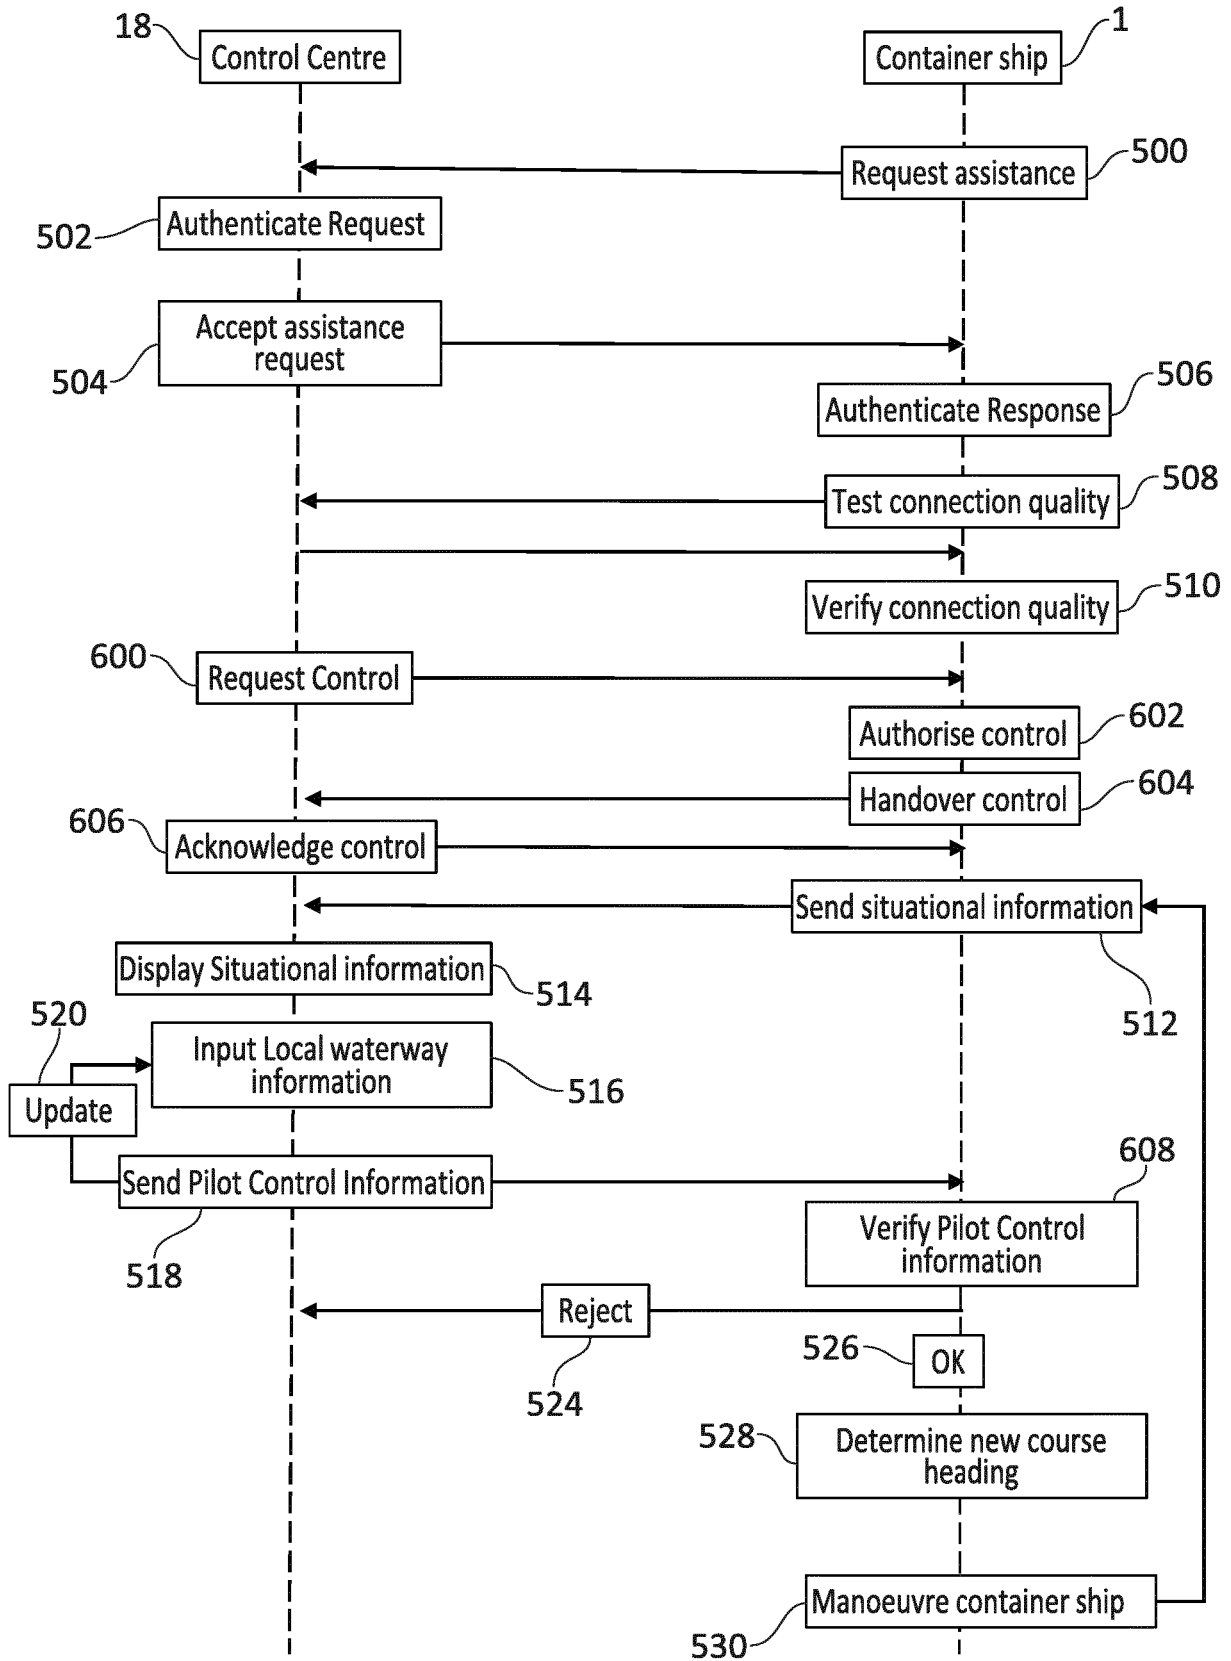 18
Control Centre
1
Container ship
500
Request assistance
502
Authenticate Request
Accept assistance
request
504
506
Authenticate Response
508
Test connection quality
510
Verify connection quality
600
Request Control
602
Authorise control
604
Handover control
606
Acknowledge control
Send situational information
512
Display Situational information
514
520
Update
Input Local waterway
information
516
Send Pilot Control Information
518
608
Verify Pilot Control
information
Reject
524
526
OK
528
Determine new course
heading
Manoeuvre container ship
530